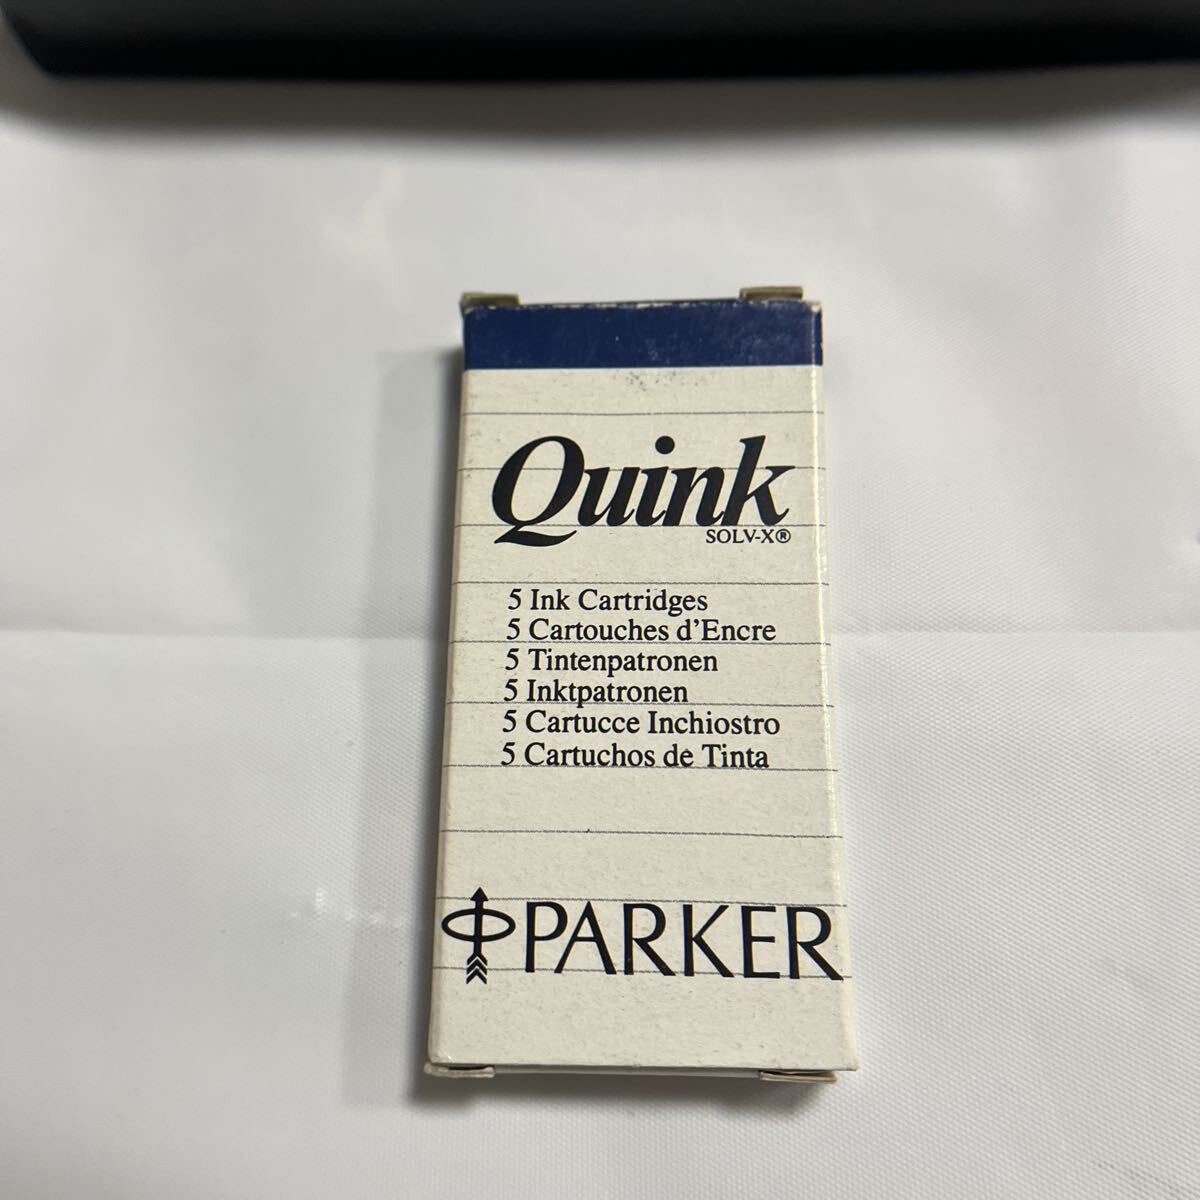 Quink
SOLV-X®
5 Ink Cartridges
5 Cartouches d'Encre
5 Tintenpatronen
5 Inktpatronen
5 Cartucce Inchiostro
5 Cartuchos de Tinta
PARKER